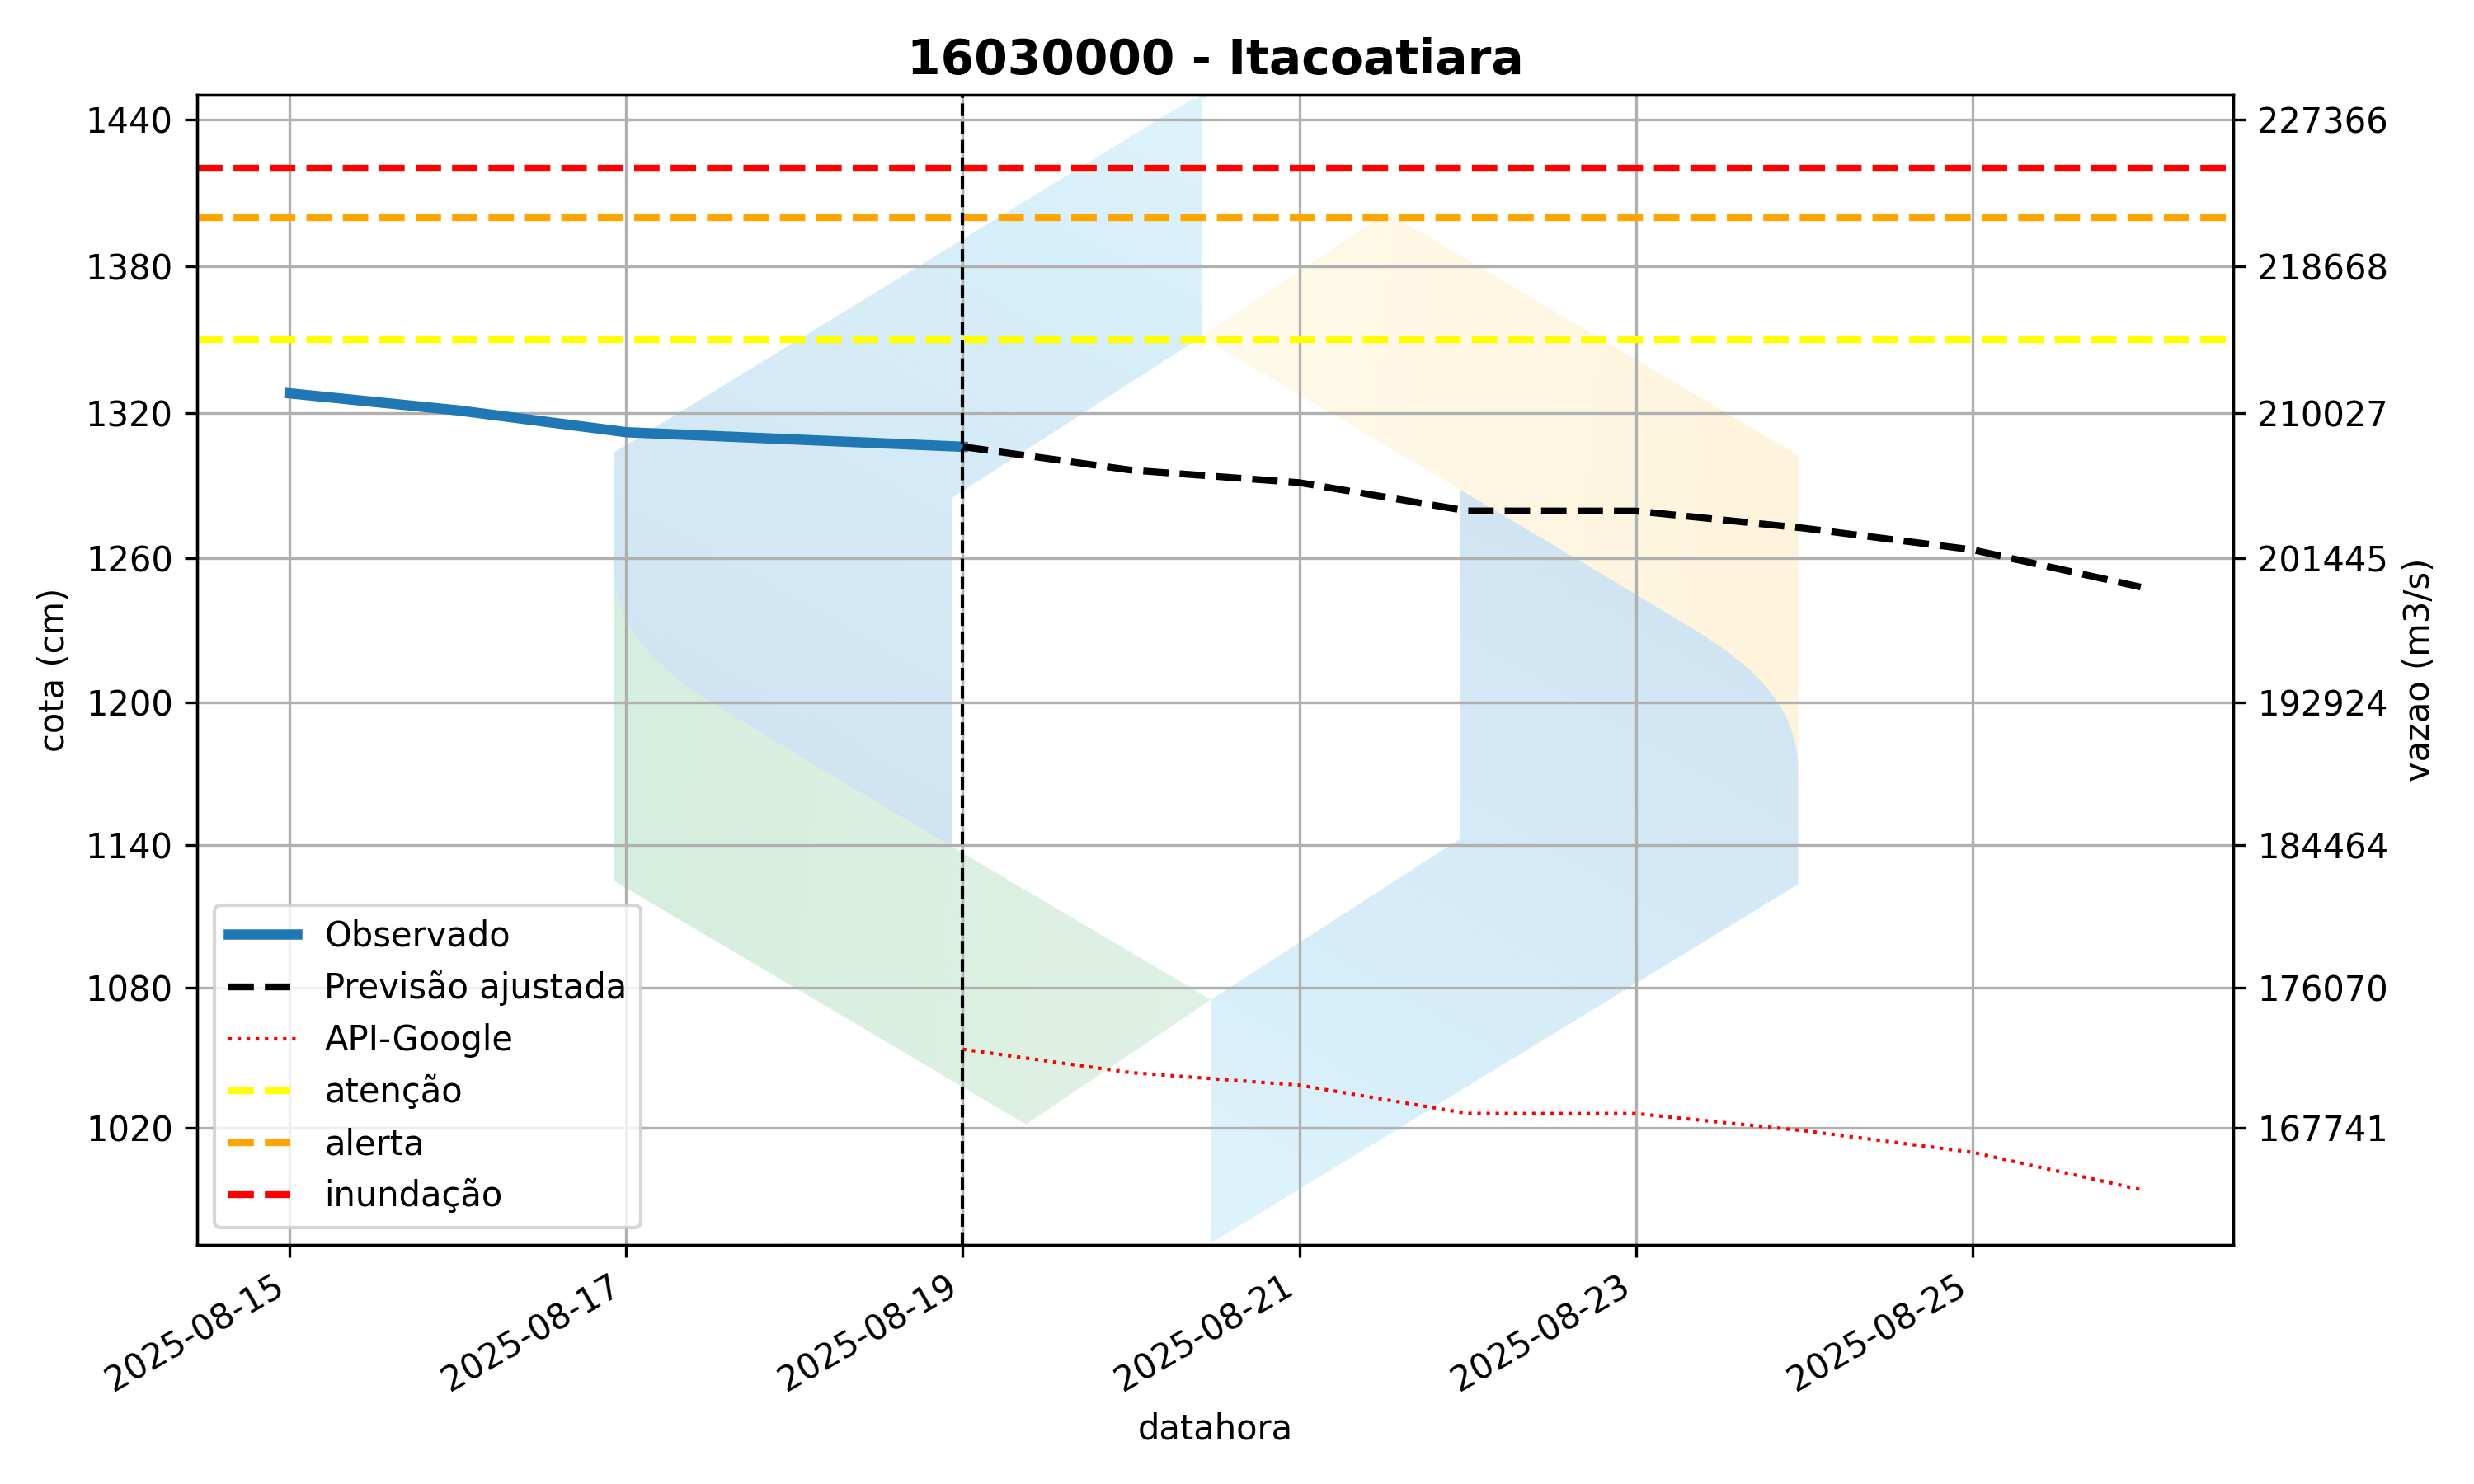 16030000 - Itacoatiara
1440
1380
1320
1260
1200
1140
1080
1020
cota (cm)
227366
218668
210027
201445
192924
184464
176070
167741
vazao (m3/s)
Observado
Previsão ajustada
API-Google
atenção
alerta
inundação
2025-08-15
2025-08-17
2025-08-19
2025-08-21
2025-08-23
2025-08-25
datahora